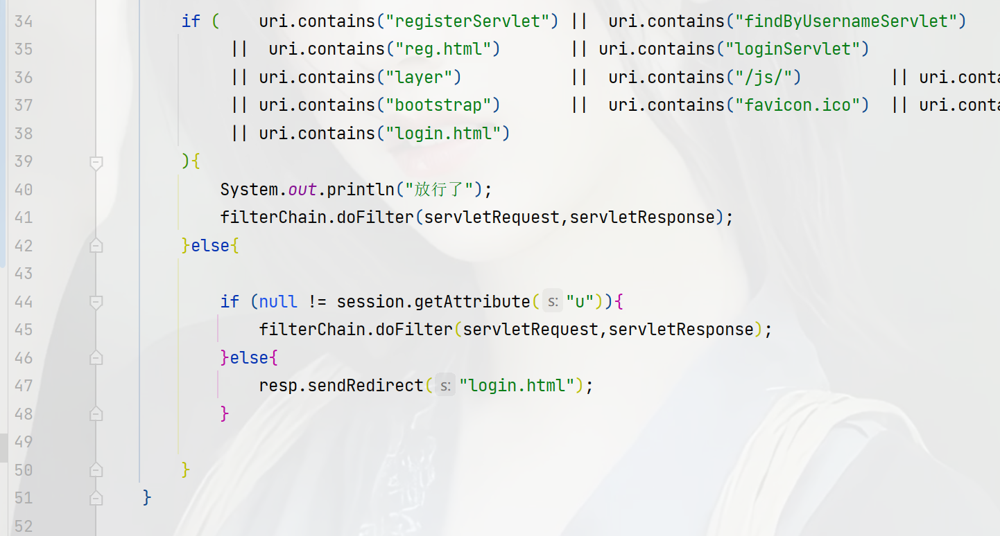 34 if (    uri.contains("registerServlet") ||  uri.contains("findByUsernameServlet")
35 ||  uri.contains("reg.html")       || uri.contains("loginServlet")
36 || uri.contains("layer")           ||  uri.contains("/js/")         || uri.conta
37 || uri.contains("bootstrap")       ||  uri.contains("favicon.ico")  || uri.conta
38 || uri.contains("login.html")
39 ){
40 System.out.println("放行了");
41 filterChain.doFilter(servletRequest,servletResponse);
42 }else{
43
44 if (null != session.getAttribute( s: "u")){
45 filterChain.doFilter(servletRequest,servletResponse);
46 }else{
47 resp.sendRedirect( s: "login.html");
48 }
49
50 }
51 }
52